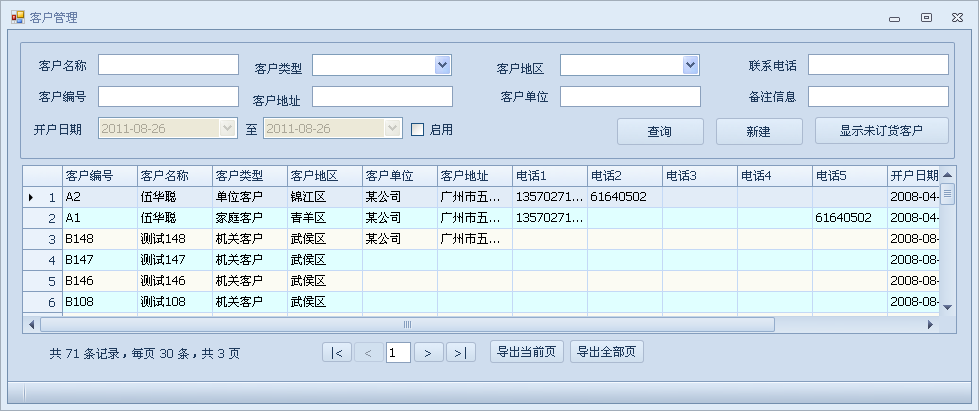 客户管理
客户名称 客户类型 客户地区 联系电话
客户编号 客户地址 客户单位 备注信息
开户日期 2011-08-26 至 2011-08-26 启用 查询 新建 显示未订货客户
客户编号 客户名称 客户类型 客户地区 客户单位 客户地址 电话1 电话2 电话3 电话4 电话5 开户日期
1 A2 伍华聪 单位客户 锦江区 某公司 广州市五... 13570271... 61640502 2008-04-
2 A1 伍华聪 家庭客户 青羊区 13570271... 61640502 2008-04-
3 B148 测试148 机关客户 武侯区 某公司 广州市五... 2008-08-
4 B147 测试147 机关客户 武侯区 2008-08-
5 B146 测试146 机关客户 武侯区 2008-08-
6 B108 测试108 机关客户 武侯区 2008-08-
共 71 条记录，每页 30 条，共 3 页 |< < 1 > >| 导出当前页 导出全部页